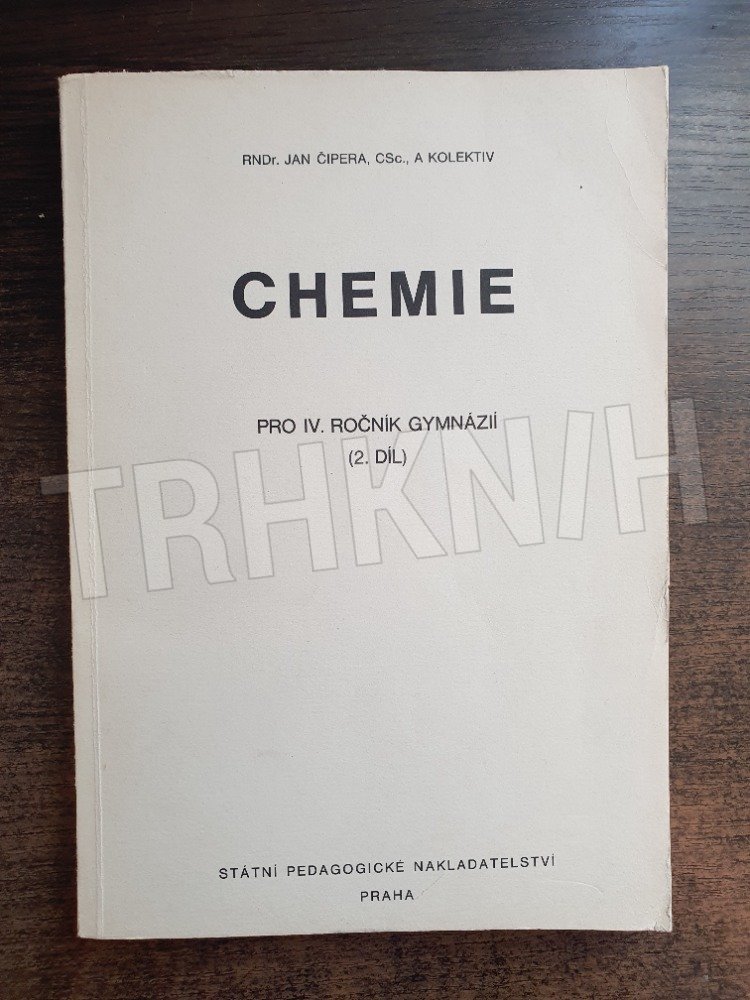 RNDr. JAN ČIPERA, CSc., A KOLEKTIV
CHEMIE
PRO IV. ROČNÍK GYMNÁZIÍ
(2. DÍL)
TRHKNIH
STÁTNÍ PEDAGOGICKÉ NAKLADATELSTVÍ
PRAHA